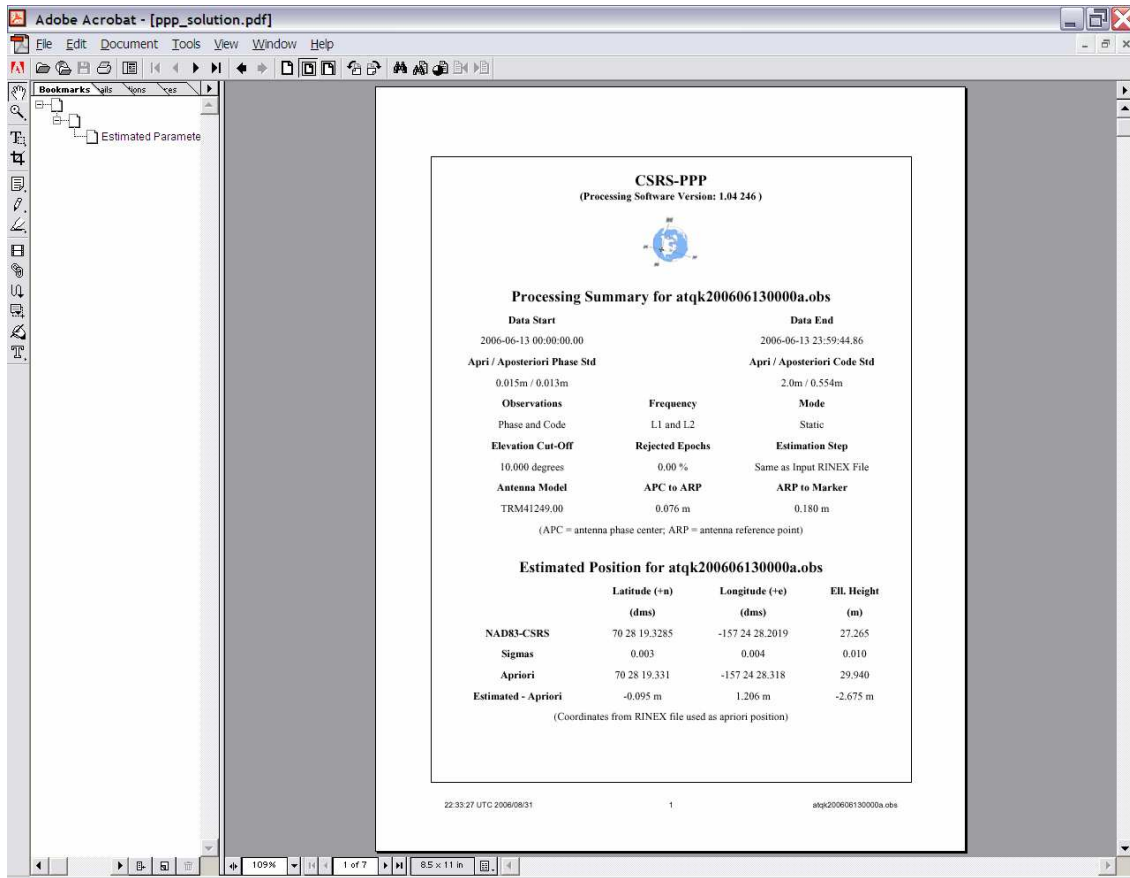 Adobe Acrobat - [ppp_solution.pdf]
File Edit Document Tools View Window Help
Bookmarks
Estimated Paramete
CSRS-PPP
(Processing Software Version: 1.04 246 )
Processing Summary for atqk200606130000a.obs
Data Start Data End
2006-06-13 00:00:00.00 2006-06-13 23:59:44.86
Apri / Aposteriori Phase Std Apri / Aposteriori Code Std
0.015m / 0.013m 2.0m / 0.554m
Observations Frequency Mode
Phase and Code L1 and L2 Static
Elevation Cut-Off Rejected Epochs Estimation Step
10.000 degrees 0.00 % Same as Input RINEX File
Antenna Model APC to ARP ARP to Marker
TRM41249.00 0.076 m 0.180 m
(APC = antenna phase center; ARP = antenna reference point)
Estimated Position for atqk200606130000a.obs
Latitude (+n) Longitude (+e) Ell. Height
(dms) (dms) (m)
NAD83-CSRS 70 28 19.3285 -157 24 28.2019 27.265
Sigmas 0.003 0.004 0.010
Apriori 70 28 19.331 -157 24 28.318 29.940
Estimated - Apriori -0.095 m 1.206 m -2.675 m
(Coordinates from RINEX file used as apriori position)
22:33:27 UTC 2006/08/31 1 atqk200606130000a.obs
109% 1 of 7 8.5 x 11 in